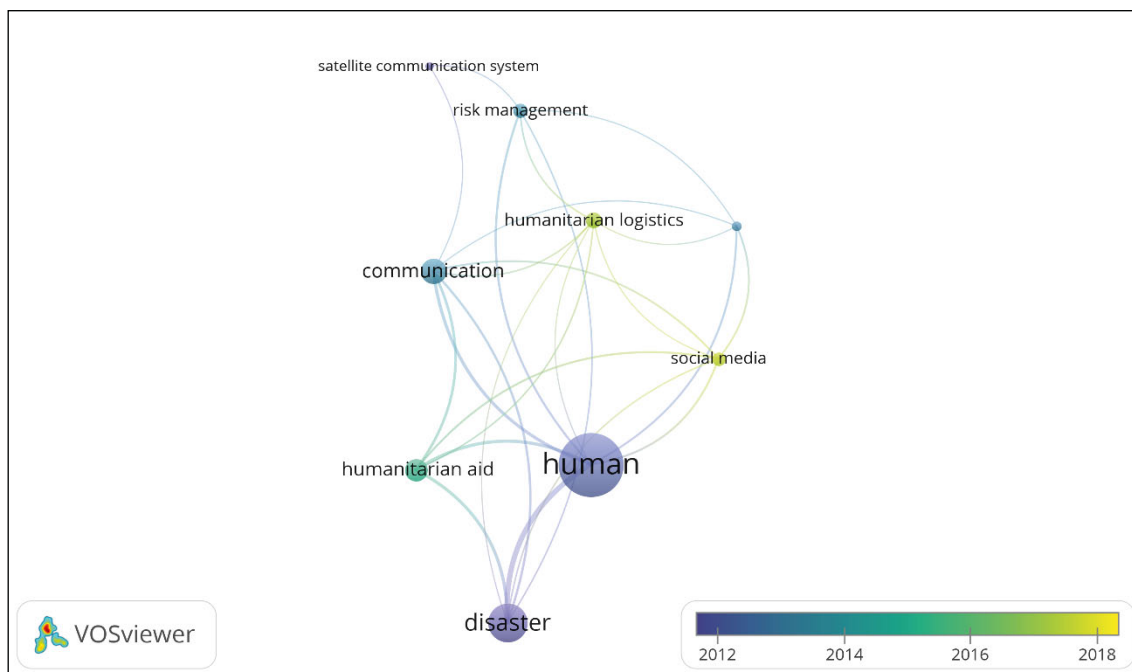 satellite communication system
risk management
humanitarian logistics
communication
social media
human
humanitarian aid
disaster
VOSviewer
2012 2014 2016 2018